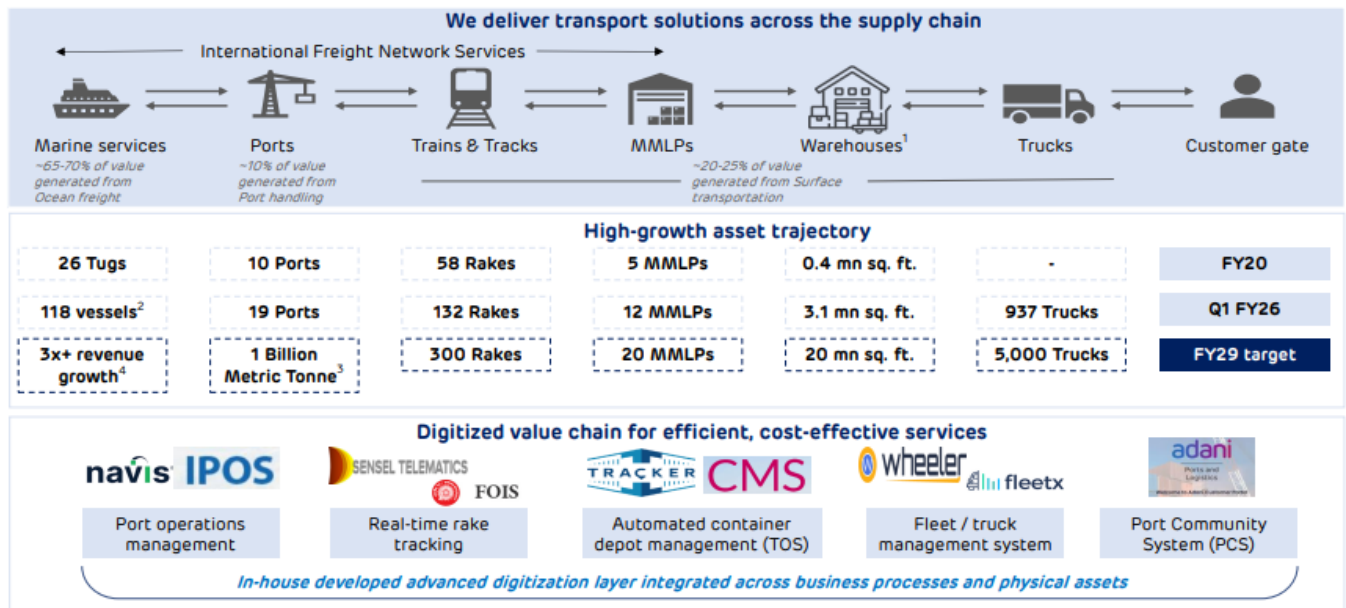 We deliver transport solutions across the supply chain
International Freight Network Services
Marine services
~65-70% of value
generated from
Ocean freight
Ports
~10% of value
generated from
Port handling
Trains & Tracks
MMLPs
Warehouses¹
Trucks
Customer gate
~20-25% of value
generated from Surface
transportation
High-growth asset trajectory
26 Tugs
10 Ports
58 Rakes
5 MMLPs
0.4 mn sq. ft.
-
FY20
118 vessels²
19 Ports
132 Rakes
12 MMLPs
3.1 mn sq. ft.
937 Trucks
Q1 FY26
3x+ revenue
growth⁴
1 Billion
Metric Tonne³
300 Rakes
20 MMLPs
20 mn sq. ft.
5,000 Trucks
FY29 target
Digitized value chain for efficient, cost-effective services
navis IPOS
SENSEL TELEMATICS
FOIS
TRACKER
CMS
wheeler
fleetx
adani
Ports and
Logistics
Port operations
management
Real-time rake
tracking
Automated container
depot management (TOS)
Fleet / truck
management system
Port Community
System (PCS)
In-house developed advanced digitization layer integrated across business processes and physical assets